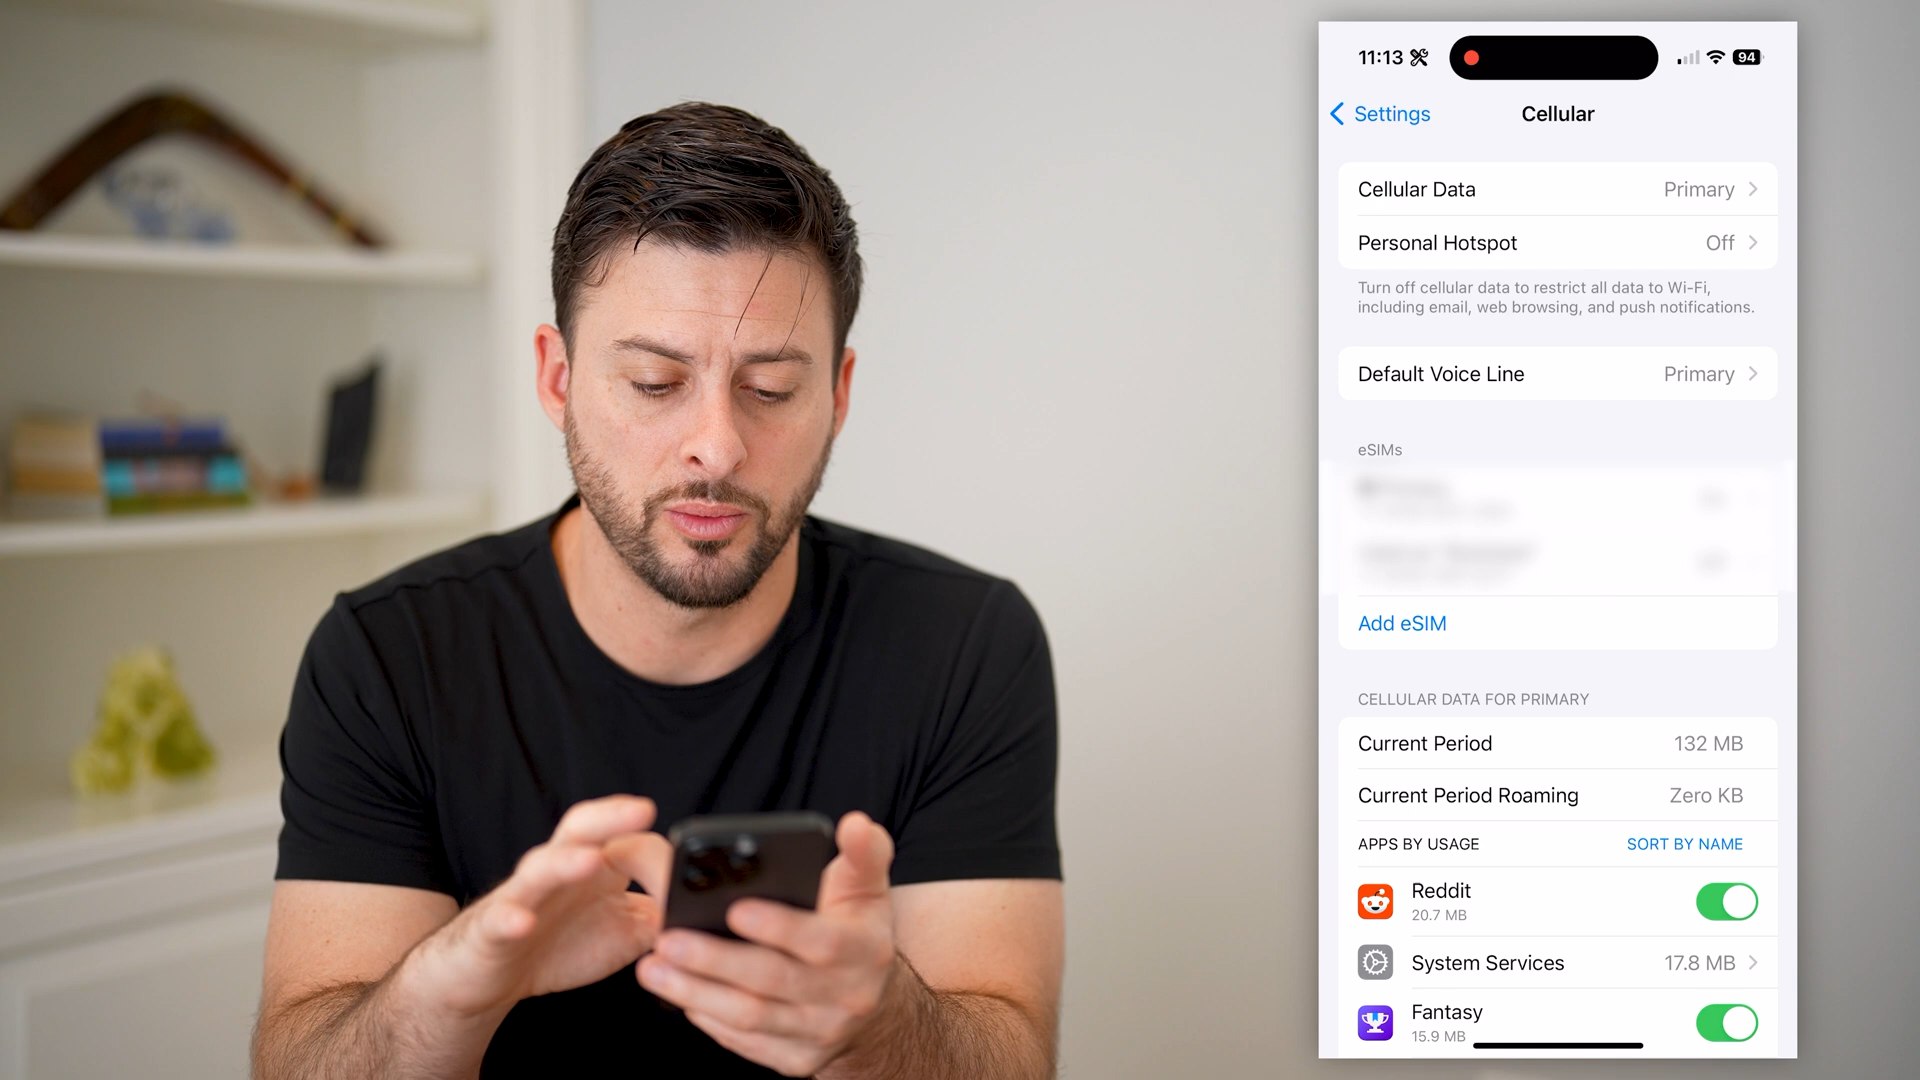 11:13
94
Settings
Cellular
Cellular Data Primary
Personal Hotspot Off
Turn off cellular data to restrict all data to Wi-Fi,
including email, web browsing, and push notifications.
Default Voice Line Primary
eSIMs
Add eSIM
CELLULAR DATA FOR PRIMARY
Current Period 132 MB
Current Period Roaming Zero KB
APPS BY USAGE SORT BY NAME
Reddit
20.7 MB
System Services 17.8 MB
Fantasy
15.9 MB